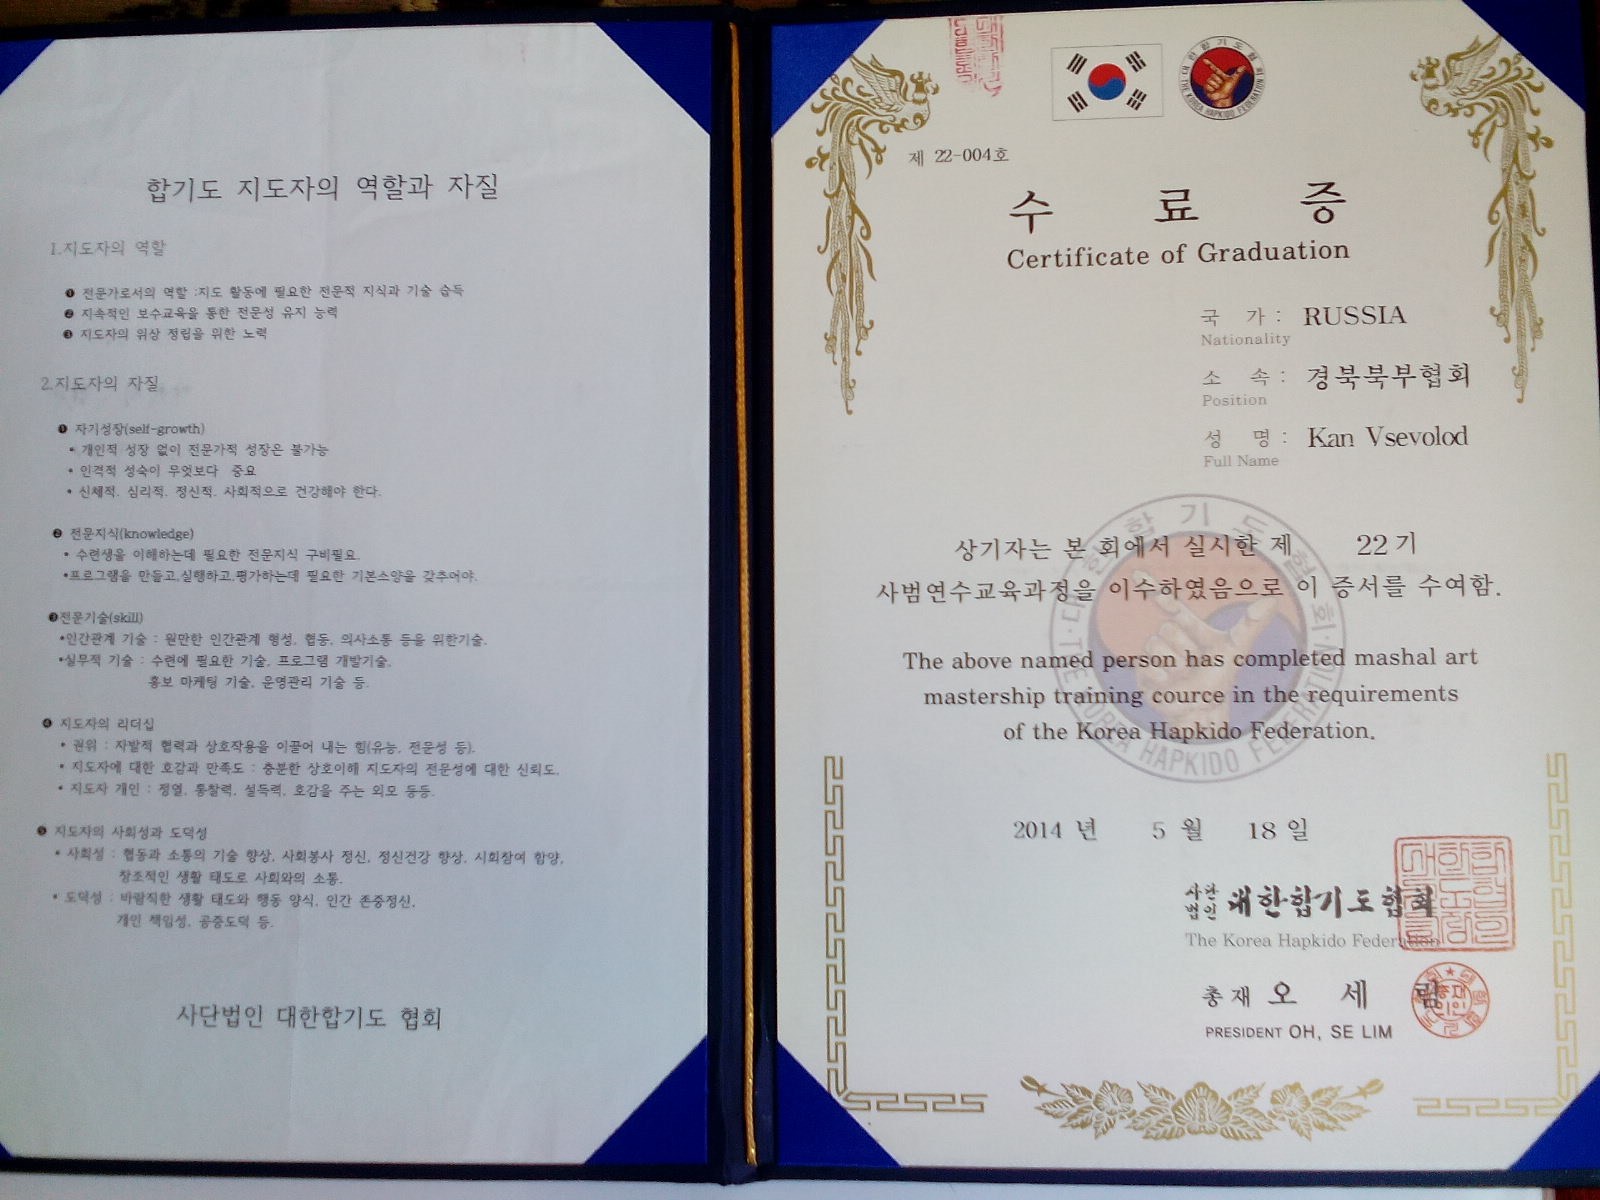 합기도 지도자의 역할과 자질
1.지도자의 역할
❶ 전문가로서의 역할 :지도 활동에 필요한 전문적 지식과 기술 습득
❷ 지속적인 보수교육을 통한 전문성 유지 능력
❸ 지도자의 위상 정립을 위한 노력
2.지도자의 자질
❶ 자기성장(self-growth)
• 개인적 성장 없이 전문가적 성장은 불가능
• 인격적 성숙이 무엇보다 중요
• 신체적. 심리적. 정신적. 사회적으로 건강해야 한다.
❷ 전문지식(knowledge)
• 수련생을 이해하는데 필요한 전문지식 구비필요.
•프로그램을 만들고,실행하고,평가하는데 필요한 기본소양을 갖추어야.
❸전문기술(skill)
•인간관계 기술 : 원만한 인간관계 형성, 협동, 의사소통 등을 위한기술.
•실무적 기술 : 수련에 필요한 기술, 프로그램 개발기술,
홍보 마케팅 기술, 운영관리 기술 등.
❹ 지도자의 리더십
• 권위 : 자발적 협력과 상호작용을 이끌어 내는 힘(유능, 전문성 등).
• 지도자에 대한 호감과 만족도 : 충분한 상호이해 지도자의 전문성에 대한 신뢰도.
• 지도자 개인 : 정열, 통찰력, 설득력, 호감을 주는 외모 등등.
❺ 지도자의 사회성과 도덕성
• 사회성 : 협동과 소통의 기술 향상, 사회봉사 정신, 정신건강 향상, 시회참여 함양,
창조적인 생활 태도로 사회와의 소통.
• 도덕성 : 바람직한 생활 태도와 행동 양식, 인간 존중정신,
개인 책임성, 공중도덕 등.
사단법인 대한합기도 협회
대한합기도협회
THE KOREA HAPKIDO FEDERATION
제 22-004호
수 료 증
Certificate of Graduation
국 가 : RUSSIA
Nationality
소 속 : 경북북부협회
Position
성 명 : Kan Vsevolod
Full Name
상기자는 본 회에서 실시한 제 22 기
사범연수교육과정을 이수하였음으로 이 증서를 수여함.
The above named person has completed mashal art
mastership training cource in the requirements
of the Korea Hapkido Federation.
대한합기도협회 THE KOREA HAPKIDO FEDERATION
2014 년 5 월 18 일
사단법인 대한합기도협회
The Korea Hapkido Federation
총재 오 세 림
PRESIDENT OH, SE LIM